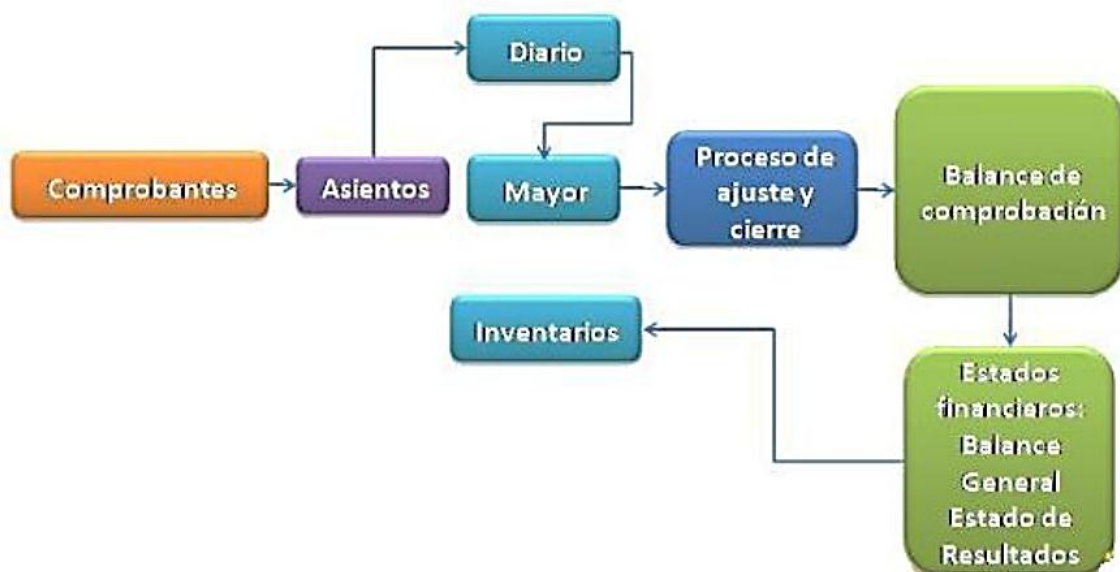 Comprobantes
Asientos
Diario
Mayor
Proceso de
ajuste y
cierre
Balance de
comprobación
Estados
financieros:
Balance
General
Estado de
Resultados
Inventarios